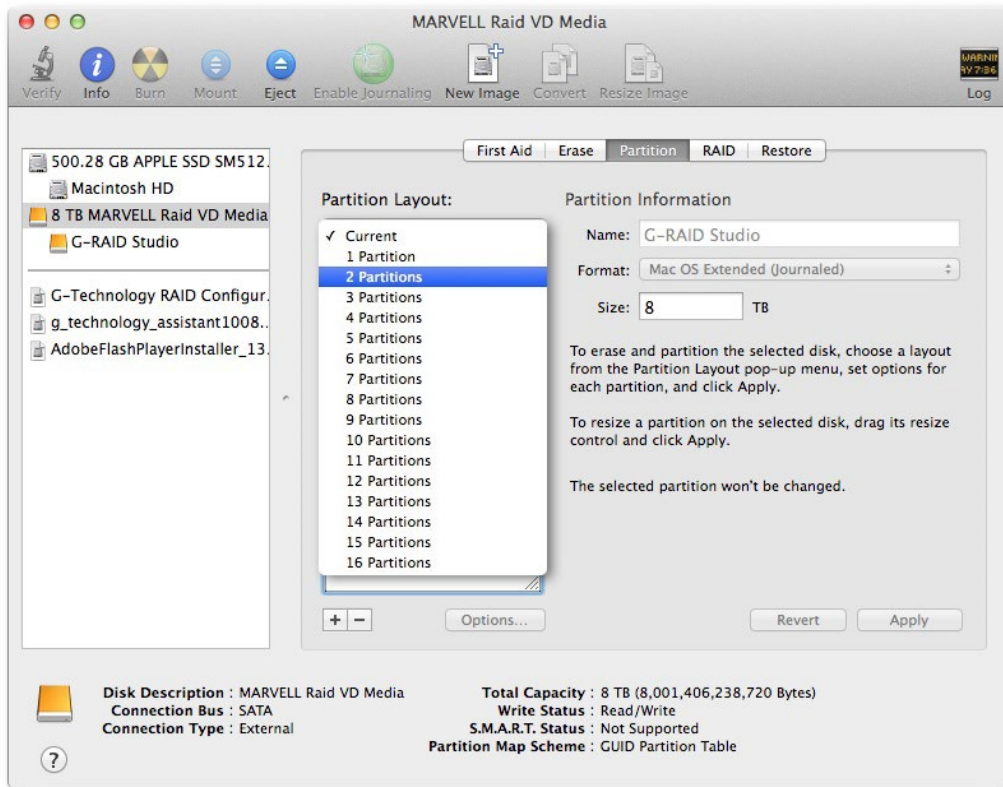 MARVELL Raid VD Media
Verify Info Burn Mount Eject Enable Journaling New Image Convert Resize Image Log
WARNIN
AY 7:36
500.28 GB APPLE SSD SM512.
Macintosh HD
8 TB MARVELL Raid VD Media
G-RAID Studio
G-Technology RAID Configur.
g_technology_assistant1008..
AdobeFlashPlayerInstaller_13.
First Aid Erase Partition RAID Restore
Partition Layout:
✓ Current
1 Partition
2 Partitions
3 Partitions
4 Partitions
5 Partitions
6 Partitions
7 Partitions
8 Partitions
9 Partitions
10 Partitions
11 Partitions
12 Partitions
13 Partitions
14 Partitions
15 Partitions
16 Partitions
+ −
Options...
Partition Information
Name: G-RAID Studio
Format: Mac OS Extended (Journaled)
Size: 8 TB
To erase and partition the selected disk, choose a layout
from the Partition Layout pop-up menu, set options for
each partition, and click Apply.
To resize a partition on the selected disk, drag its resize
control and click Apply.
The selected partition won't be changed.
Revert Apply
Disk Description : MARVELL Raid VD Media
Connection Bus : SATA
Connection Type : External
Total Capacity : 8 TB (8,001,406,238,720 Bytes)
Write Status : Read/Write
S.M.A.R.T. Status : Not Supported
Partition Map Scheme : GUID Partition Table
?